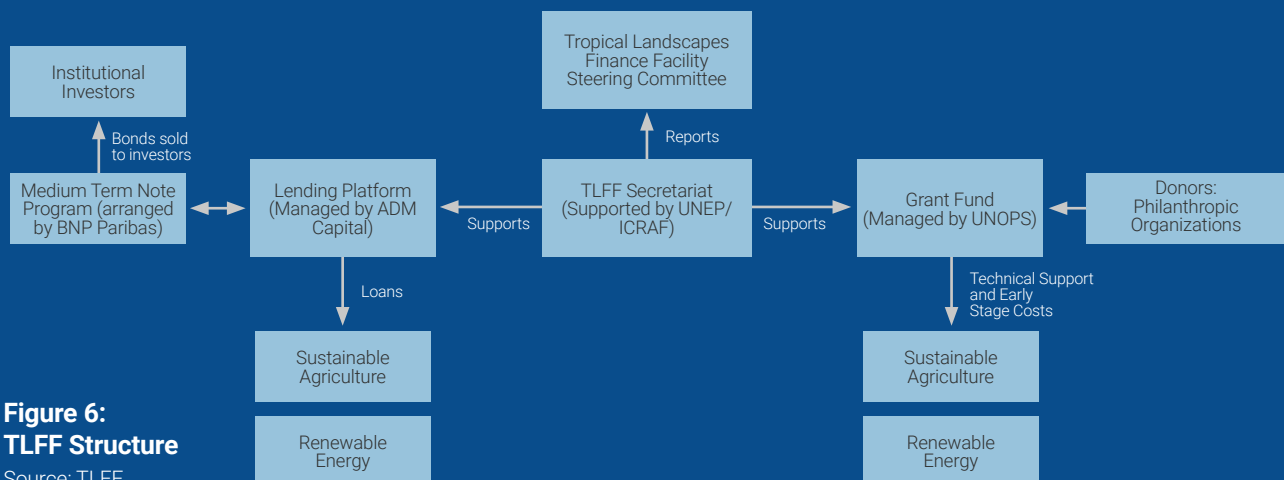 Tropical Landscapes
Finance Facility
Steering Committee
Institutional
Investors
Bonds sold
to investors
Reports
Medium Term Note
Program (arranged
by BNP Paribas)
Lending Platform
(Managed by ADM
Capital)
Supports
TLFF Secretariat
(Supported by UNEP/
ICRAF)
Supports
Grant Fund
(Managed by UNOPS)
Donors:
Philanthropic
Organizations
Loans
Technical Support
and Early
Stage Costs
Sustainable
Agriculture
Sustainable
Agriculture
Renewable
Energy
Renewable
Energy
Figure 6:
TLFF Structure
Source: TLFF